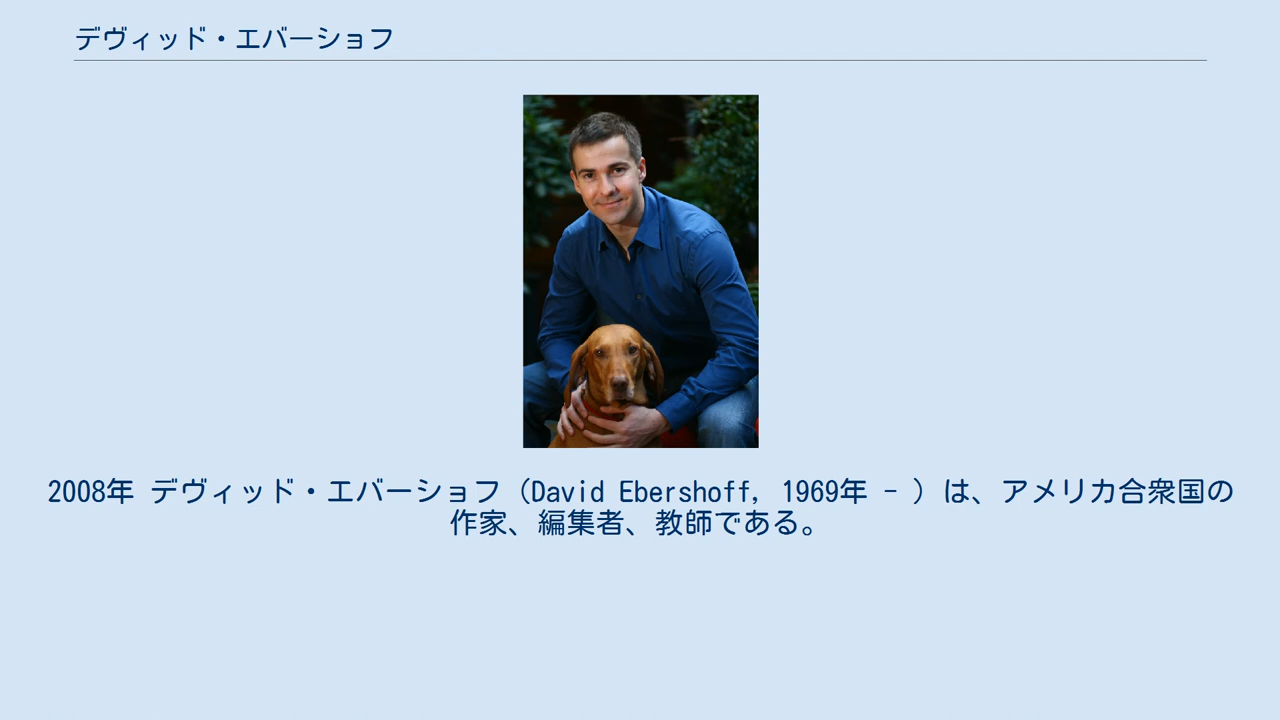 デヴィッド・エバーショフ
2008年 デヴィッド・エバーショフ（David Ebershoff, 1969年 - ）は、アメリカ合衆国の
作家、編集者、教師である。